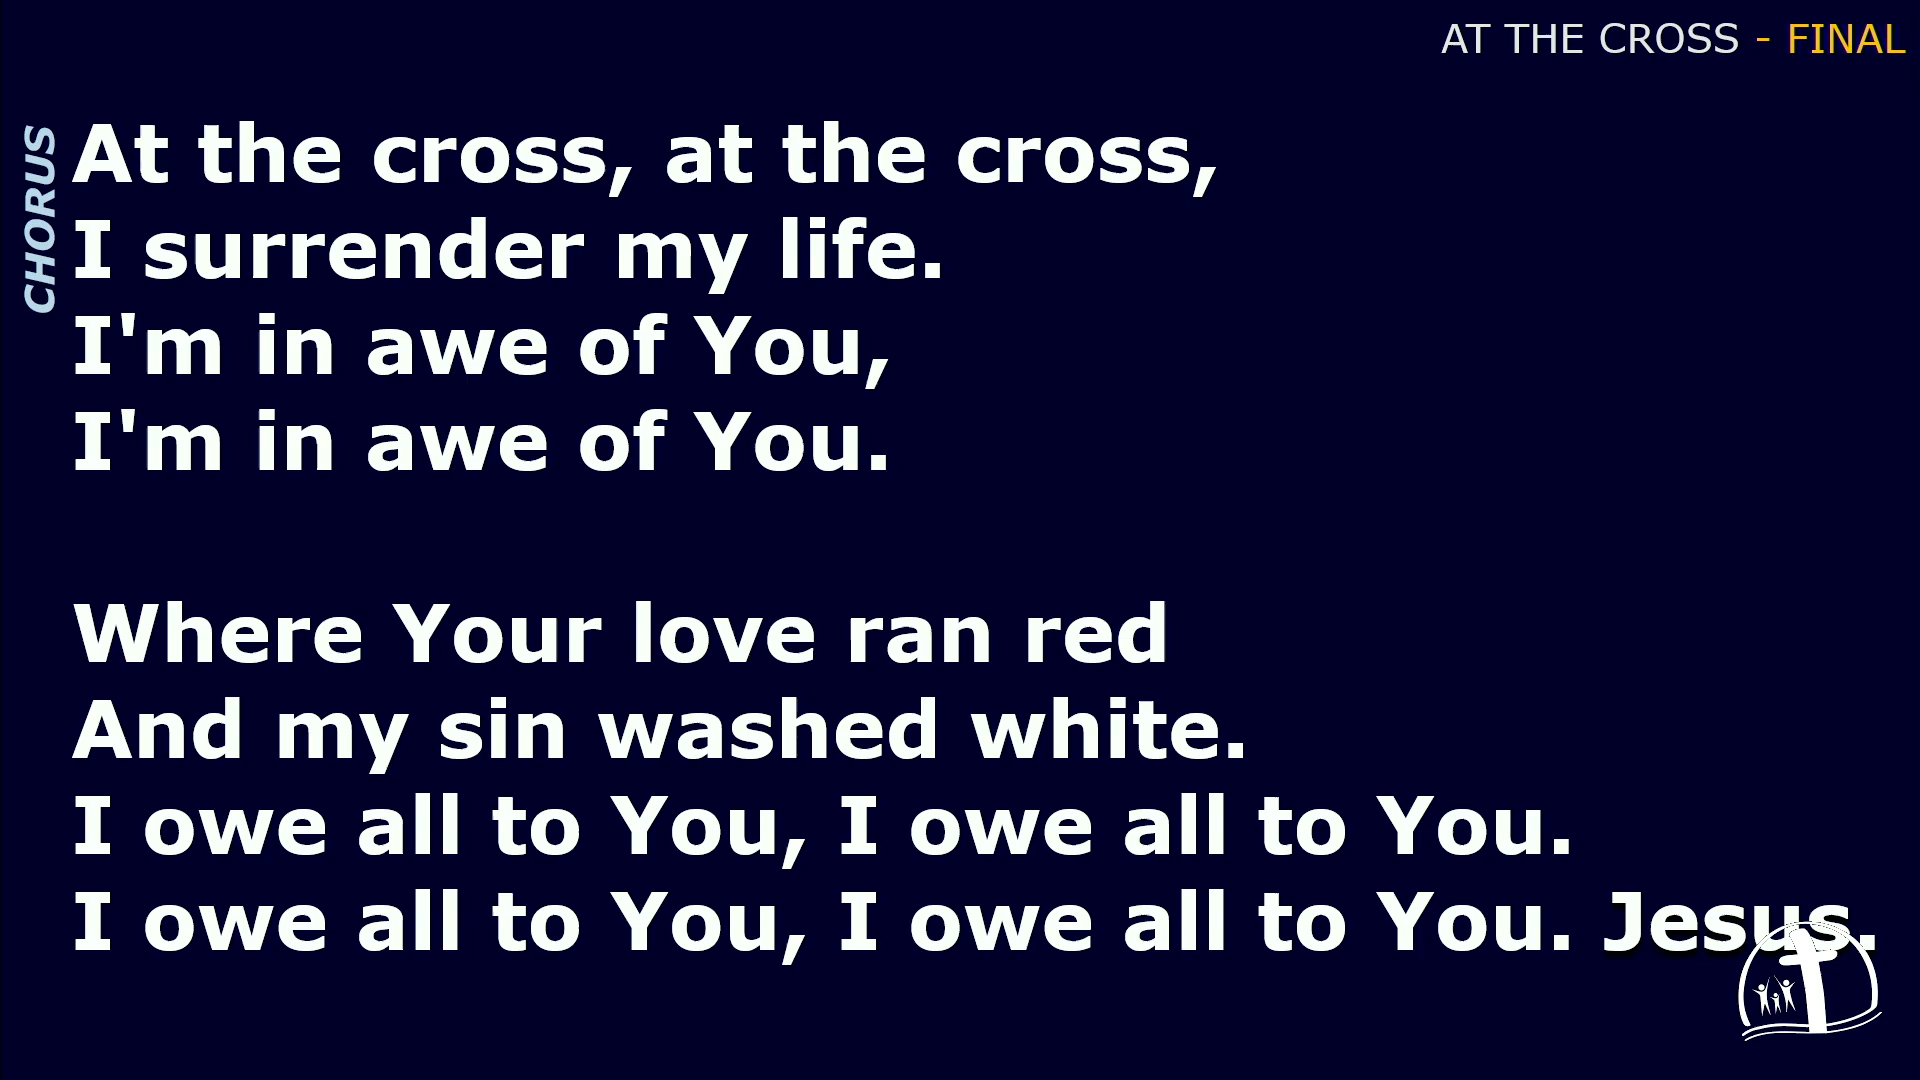 AT THE CROSS - FINAL
CHORUS
At the cross, at the cross,
I surrender my life.
I'm in awe of You,
I'm in awe of You.
Where Your love ran red
And my sin washed white.
I owe all to You, I owe all to You.
I owe all to You, I owe all to You. Jesus.